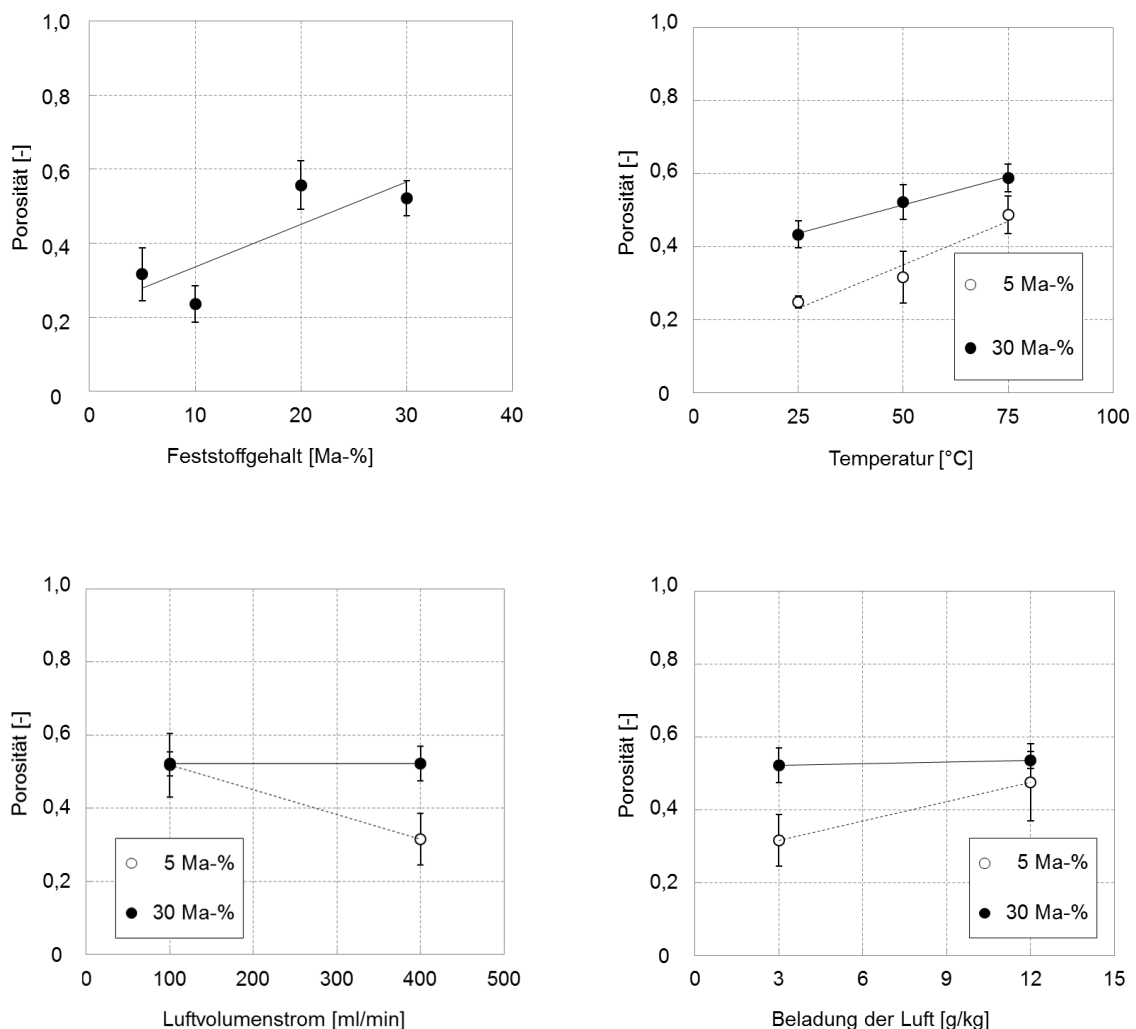 Porosität [-]
1,0
0,8
0,6
0,4
0,2
0
0 10 20 30 40
Feststoffgehalt [Ma-%]
Porosität [-]
1,0
0,8
0,6
0,4
0,2
0
5 Ma-%
30 Ma-%
0 25 50 75 100
Temperatur [°C]
Porosität [-]
1,0
0,8
0,6
0,4
0,2
0
5 Ma-%
30 Ma-%
0 100 200 300 400 500
Luftvolumenstrom [ml/min]
Porosität [-]
1,0
0,8
0,6
0,4
0,2
0
5 Ma-%
30 Ma-%
0 3 6 9 12 15
Beladung der Luft [g/kg]